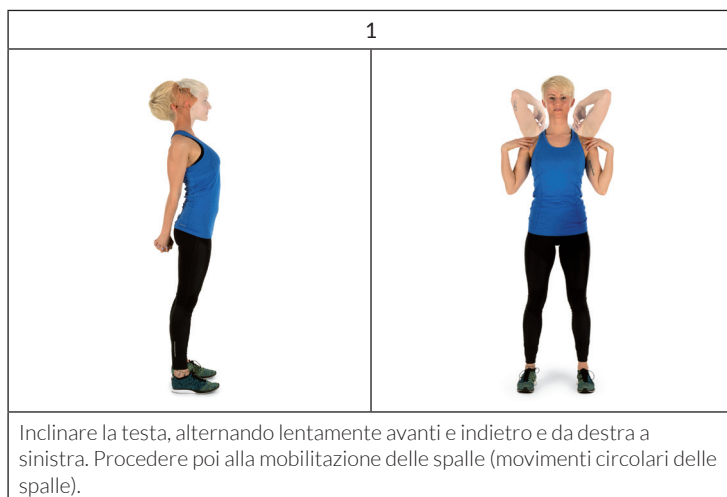 1
Inclinare la testa, alternando lentamente avanti e indietro e da destra a
sinistra. Procedere poi alla mobilitazione delle spalle (movimenti circolari delle
spalle).